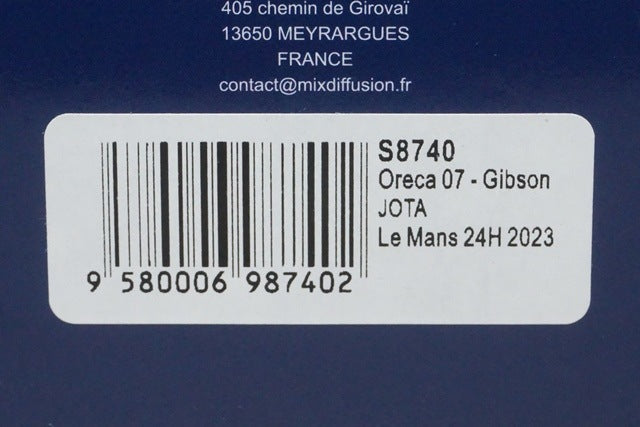 405 chemin de Girovaï
13650 MEYRARGUES
FRANCE
contact@mixdiffusion.fr
S8740
Oreca 07 - Gibson
JOTA
Le Mans 24H 2023
9 580006 987402